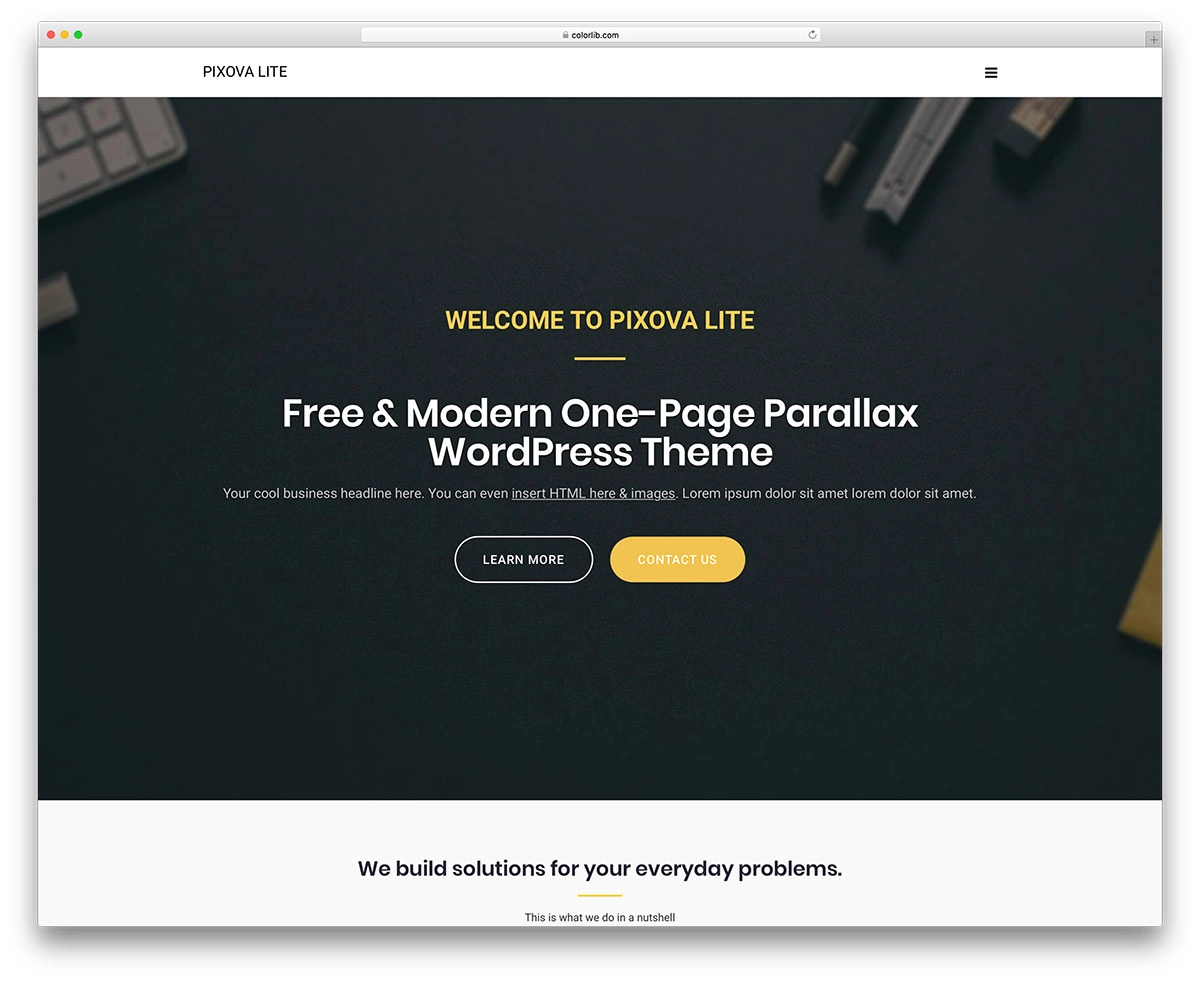 colorlib.com
PIXOVA LITE
WELCOME TO PIXOVA LITE
Free & Modern One-Page Parallax
WordPress Theme
Your cool business headline here. You can even insert HTML here & images. Lorem ipsum dolor sit amet lorem dolor sit amet.
LEARN MORE
CONTACT US
We build solutions for your everyday problems.
This is what we do in a nutshell